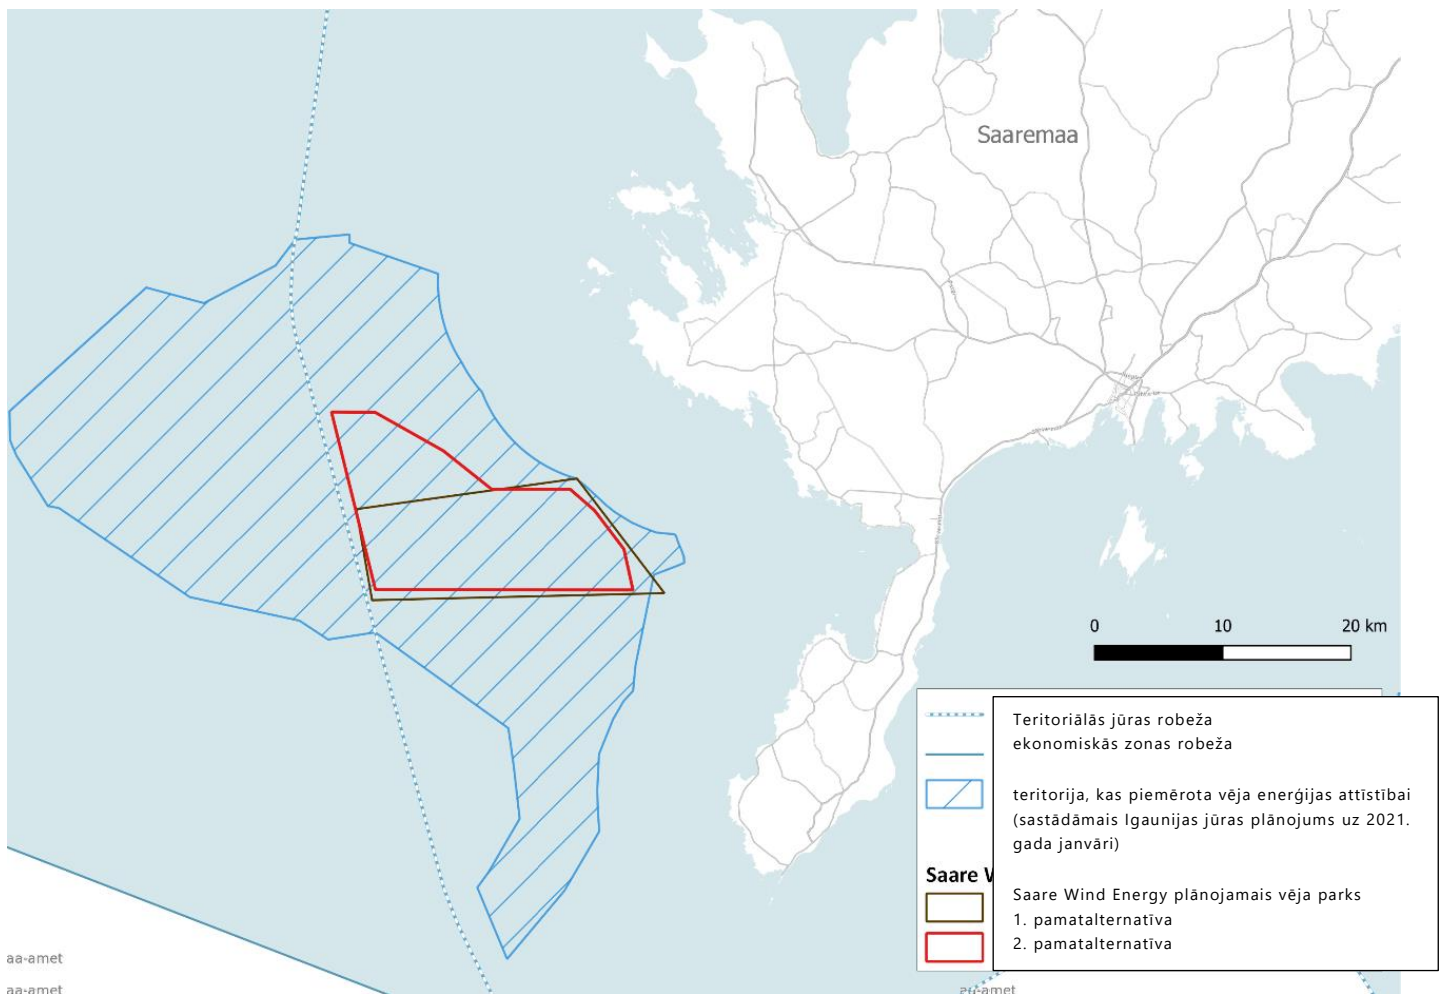 Saaremaa
0 10 20 km
Teritoriālās jūras robeža
ekonomiskās zonas robeža
teritorija, kas piemērota vēja enerģijas attīstībai
(sastādāmais Igaunijas jūras plānojums uz 2021.
gada janvāri)
Saare
Saare Wind Energy plānojamais vēja parks
1. pamatalternatīva
2. pamatalternatīva
aa-amet
aa-amet